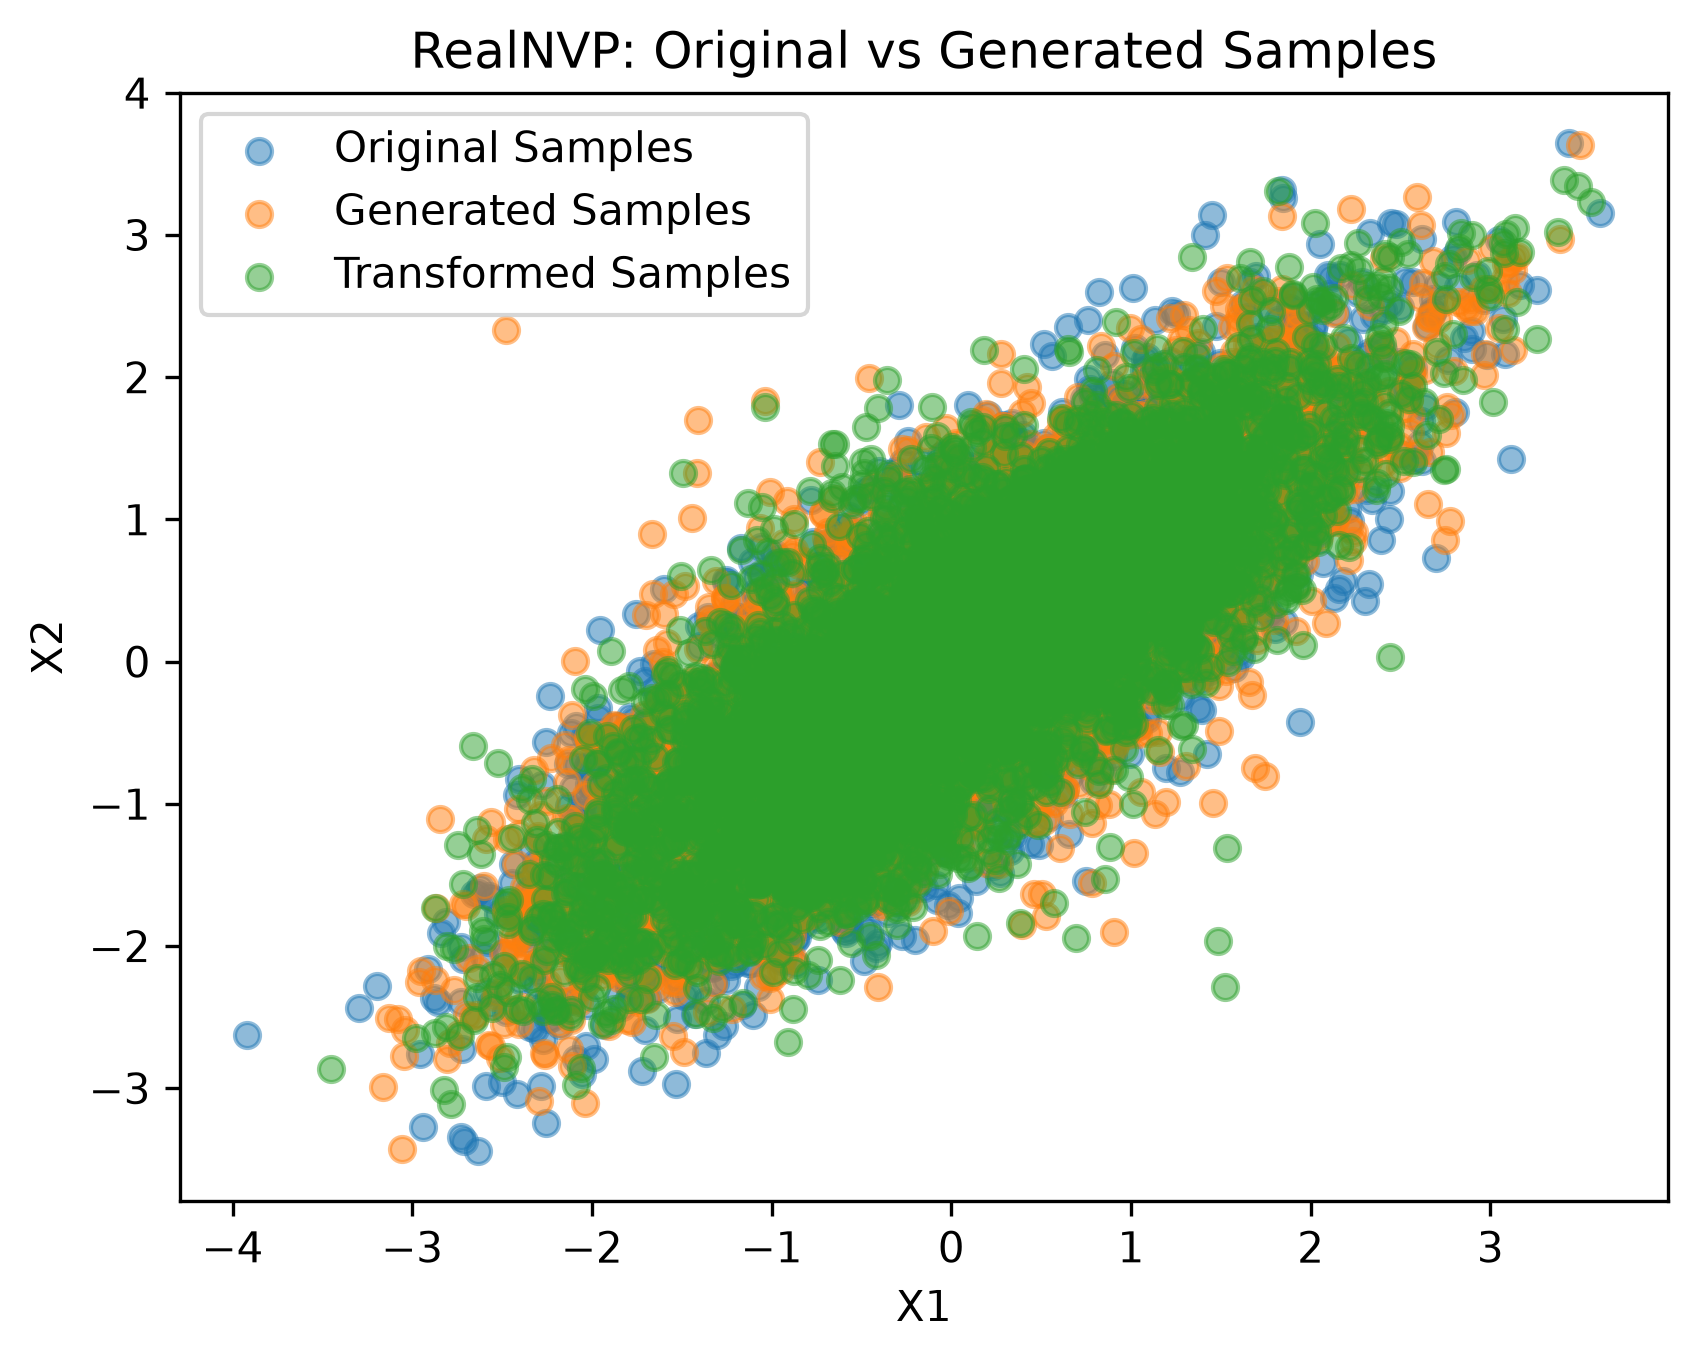 RealNVP: Original vs Generated Samples
Original Samples
Generated Samples
Transformed Samples
4
3
2
1
0
−1
−2
−3
X2
−4 −3 −2 −1 0 1 2 3
X1